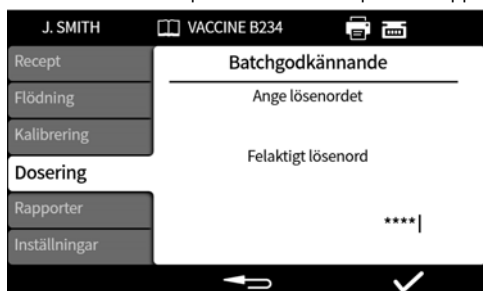 J. SMITH
VACCINE B234
Recept
Flödning
Kalibrering
Dosering
Rapporter
Inställningar
Batchgodkännande
Ange lösenordet
Felaktigt lösenord
****